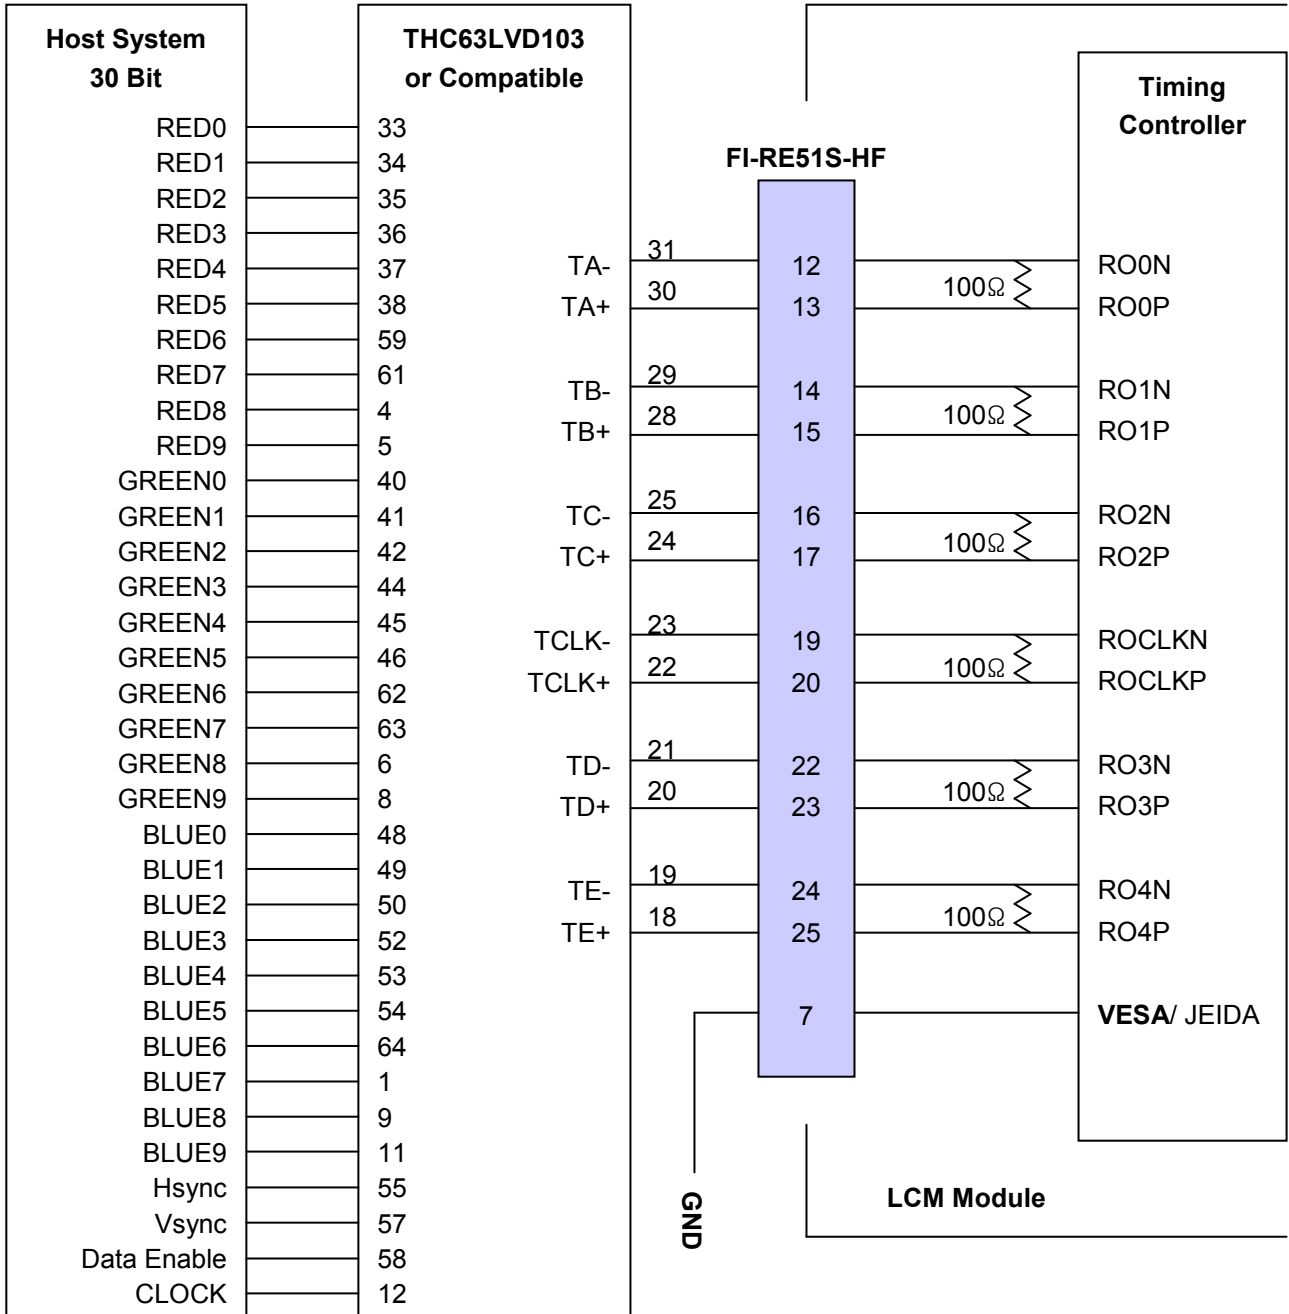 Host System
30 Bit
RED0
RED1
RED2
RED3
RED4
RED5
RED6
RED7
RED8
RED9
GREEN0
GREEN1
GREEN2
GREEN3
GREEN4
GREEN5
GREEN6
GREEN7
GREEN8
GREEN9
BLUE0
BLUE1
BLUE2
BLUE3
BLUE4
BLUE5
BLUE6
BLUE7
BLUE8
BLUE9
Hsync
Vsync
Data Enable
CLOCK
THC63LVD103
or Compatible
33
34
35
36
37
38
59
61
4
5
40
41
42
44
45
46
62
63
6
8
48
49
50
52
53
54
64
1
9
11
55
57
58
12
TA-
TA+
TB-
TB+
TC-
TC+
TCLK-
TCLK+
TD-
TD+
TE-
TE+
31
30
29
28
25
24
23
22
21
20
19
18
GND
FI-RE51S-HF
12
13
14
15
16
17
19
20
22
23
24
25
7
100Ω
100Ω
100Ω
100Ω
100Ω
100Ω
Timing
Controller
RO0N
RO0P
RO1N
RO1P
RO2N
RO2P
ROCLKN
ROCLKP
RO3N
RO3P
RO4N
RO4P
VESA/ JEIDA
LCM Module